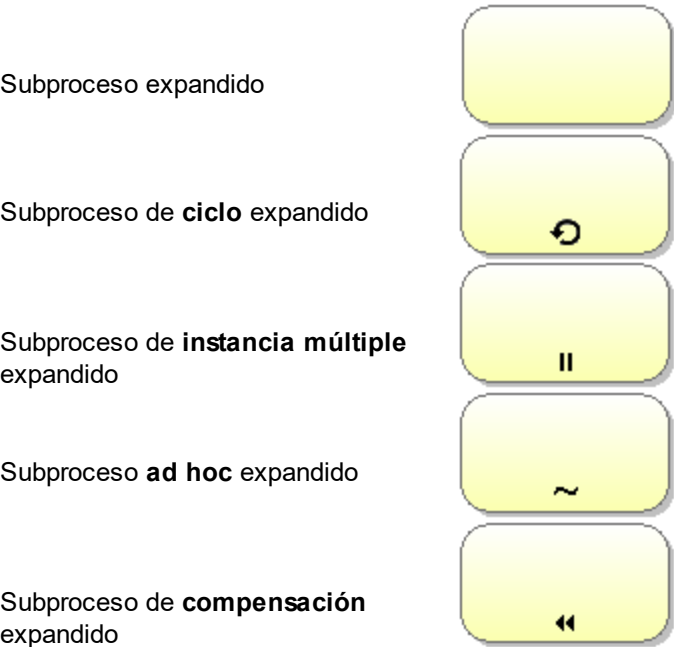 Subproceso expandido
Subproceso de ciclo expandido
Subproceso de instancia múltiple
expandido
Subproceso ad hoc expandido
Subproceso de compensación
expandido